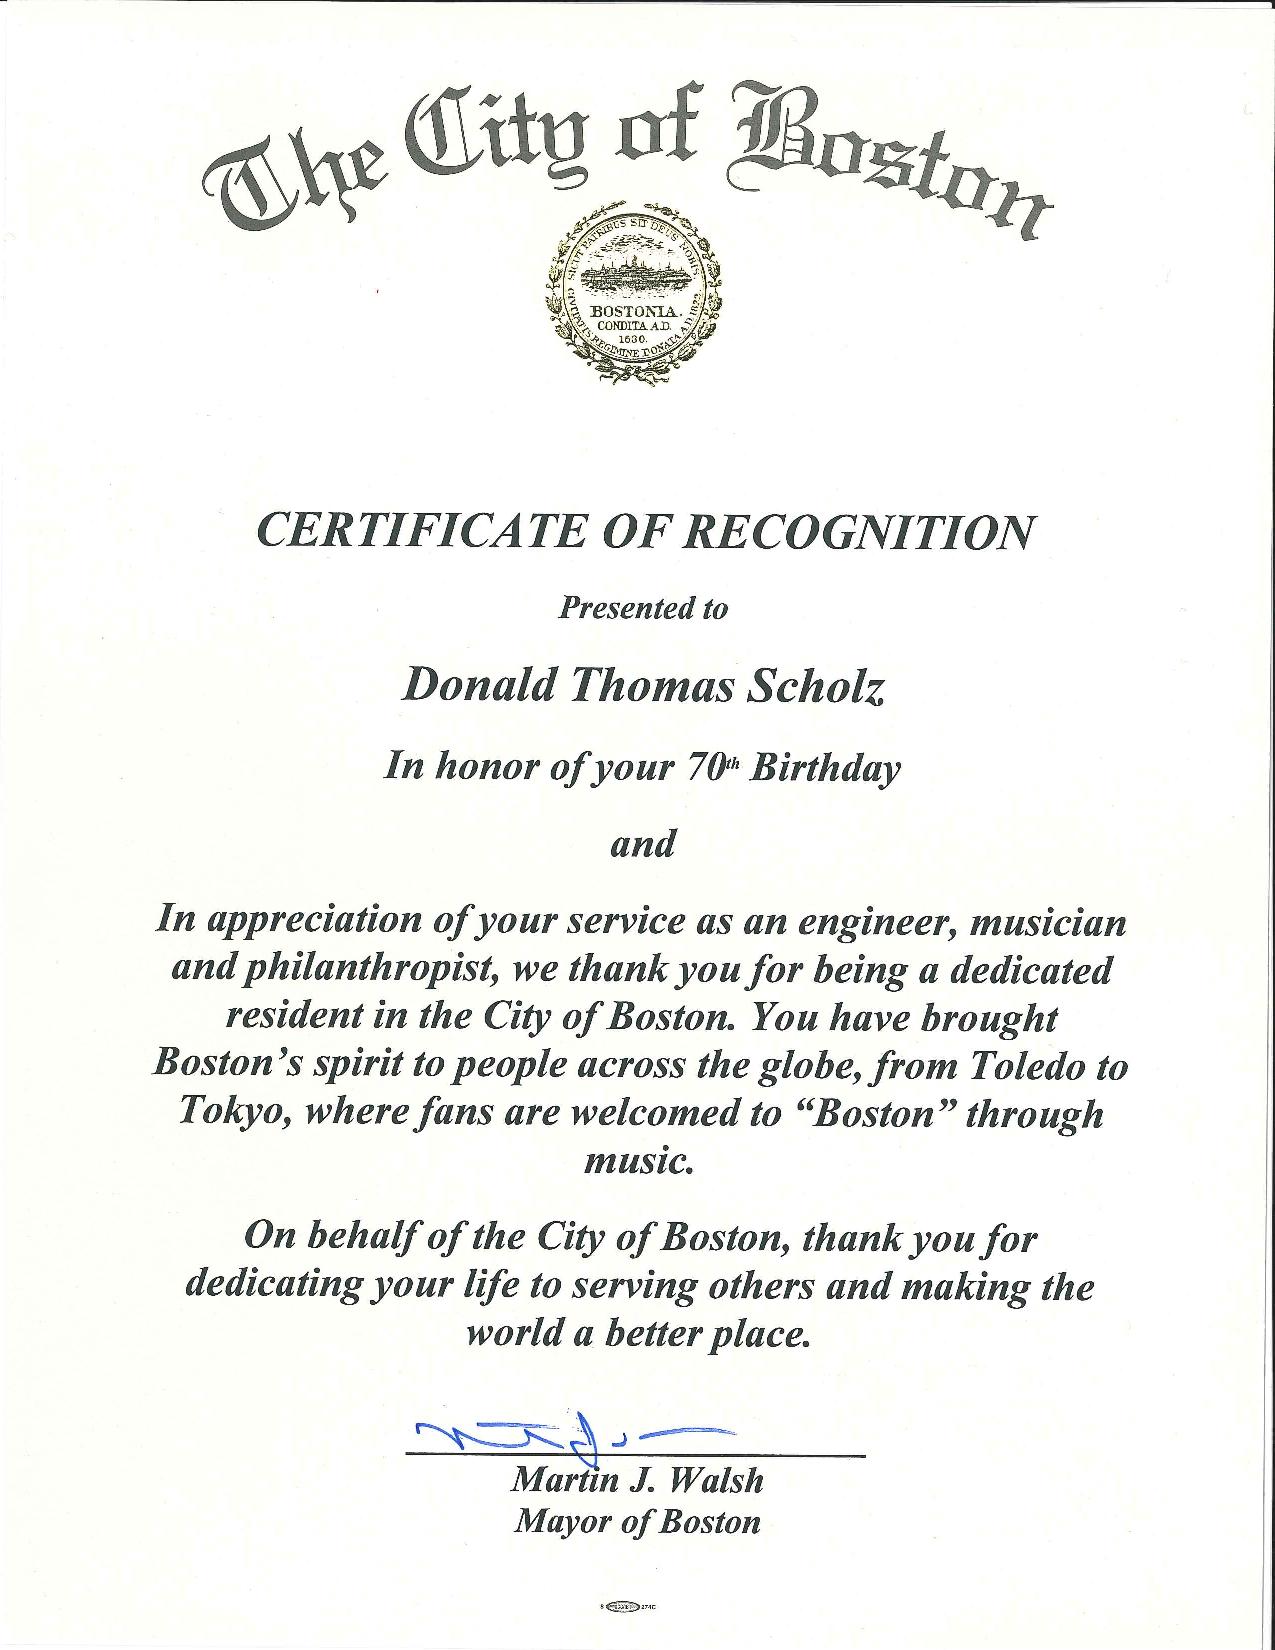 The City of Boston
SICUT PATRIBUS SIT DEUS NOBIS
BOSTONIA.
CONDITA A.D.
1630.
CIVITATIS REGIMINE DONATA A.D. 1822.
CERTIFICATE OF RECOGNITION
Presented to
Donald Thomas Scholz
In honor of your 70th Birthday
and
In appreciation of your service as an engineer, musician
and philanthropist, we thank you for being a dedicated
resident in the City of Boston. You have brought
Boston's spirit to people across the globe, from Toledo to
Tokyo, where fans are welcomed to “Boston” through
music.
On behalf of the City of Boston, thank you for
dedicating your life to serving others and making the
world a better place.
Martin J. Walsh
Mayor of Boston